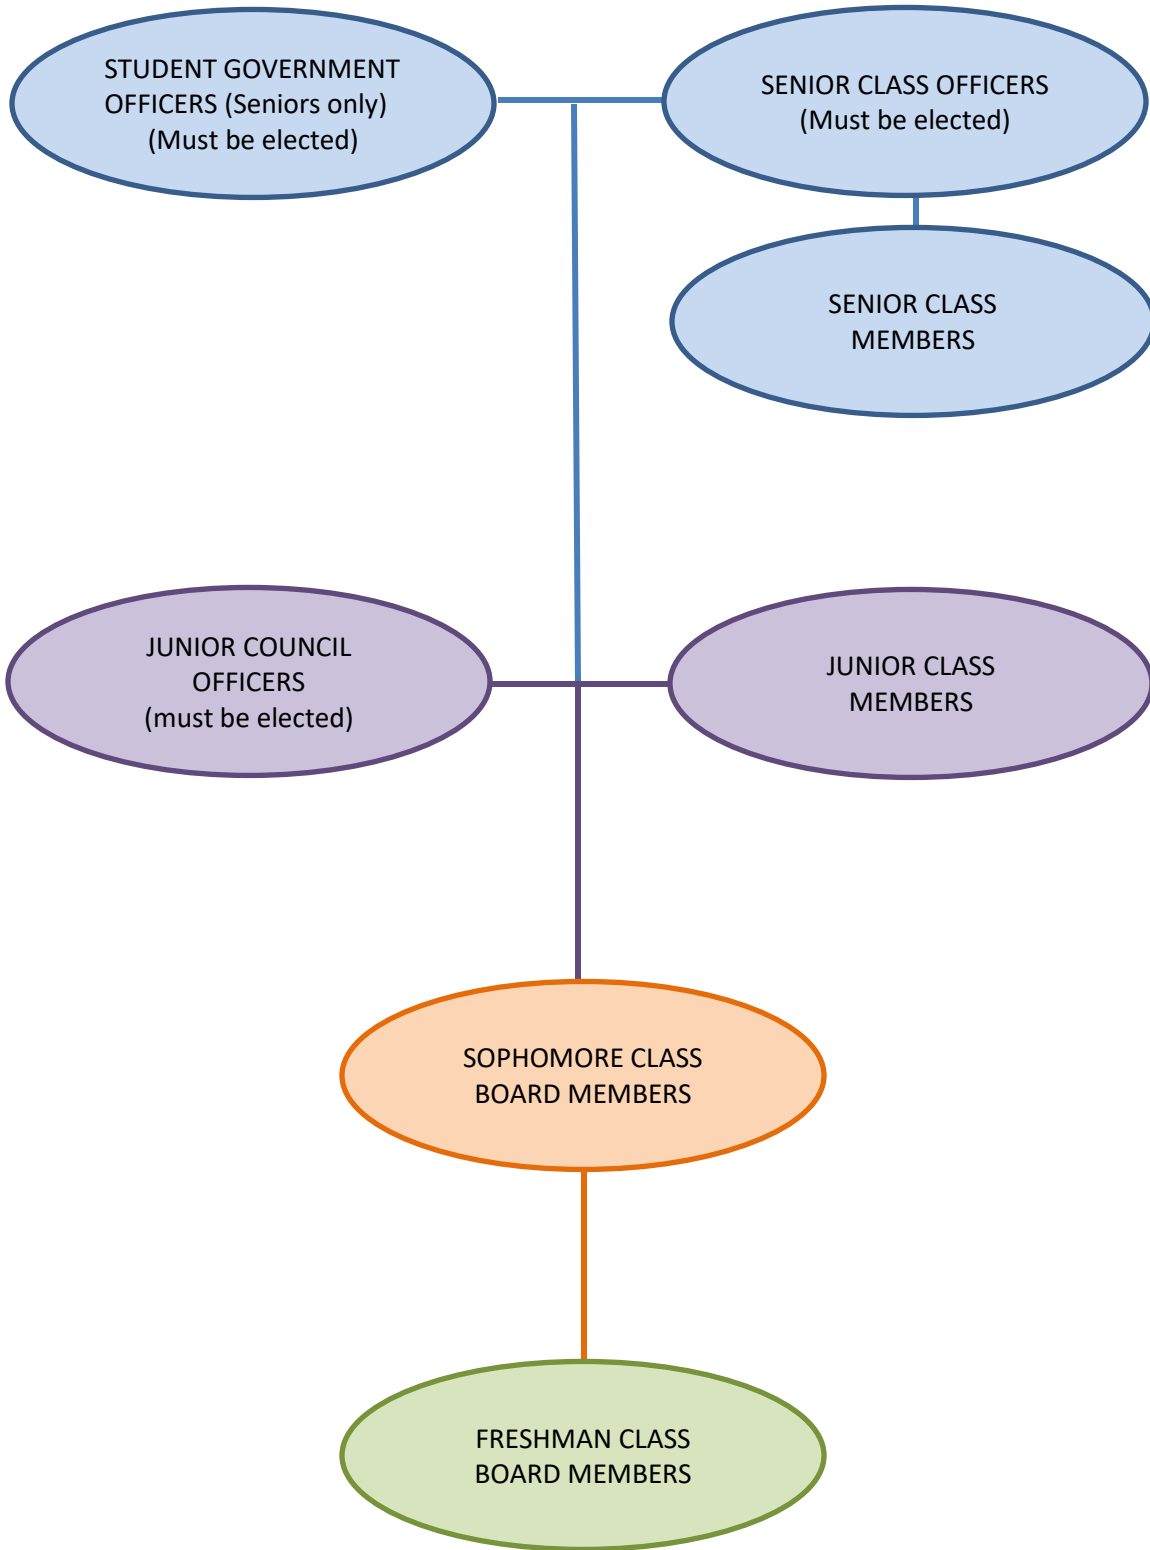 STUDENT GOVERNMENT
OFFICERS (Seniors only)
(Must be elected)
SENIOR CLASS OFFICERS
(Must be elected)
SENIOR CLASS
MEMBERS
JUNIOR COUNCIL
OFFICERS
(must be elected)
JUNIOR CLASS
MEMBERS
SOPHOMORE CLASS
BOARD MEMBERS
FRESHMAN CLASS
BOARD MEMBERS